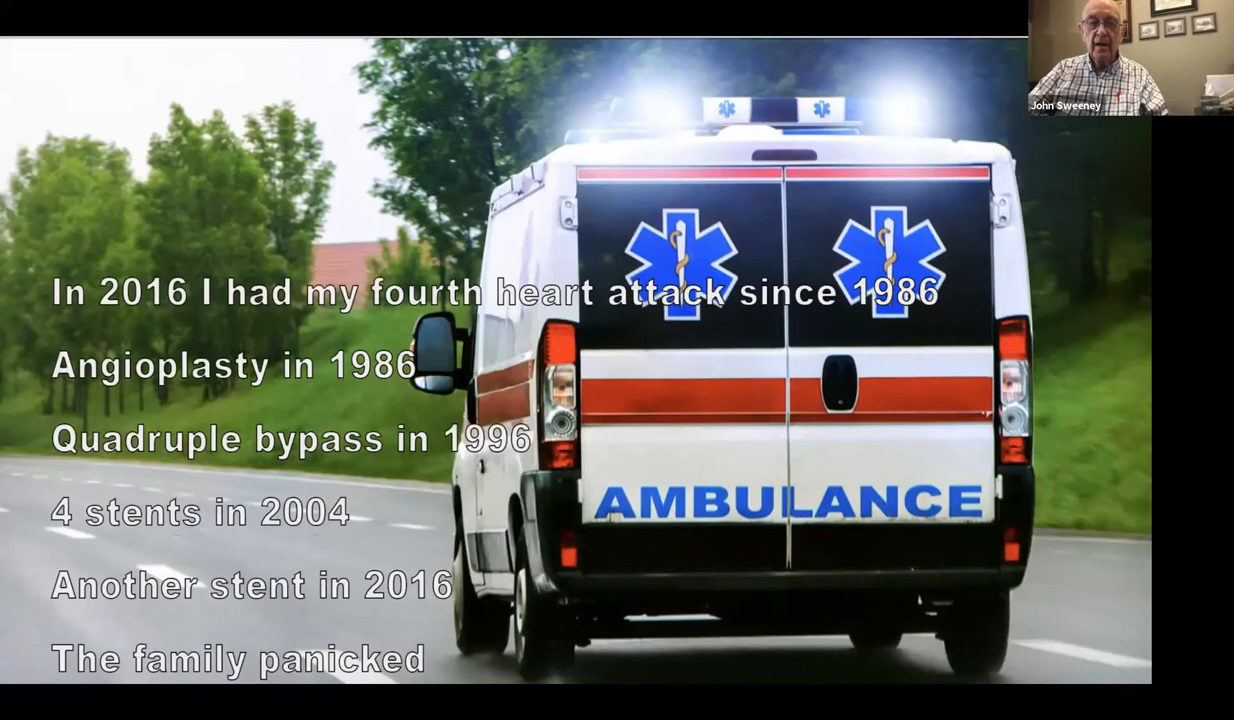 John Sweeney
In 2016 I had my fourth heart attack since 1986
Angioplasty in 1986
Quadruple bypass in 1996
4 stents in 2004
AMBULANCE
Another stent in 2016
The family panicked